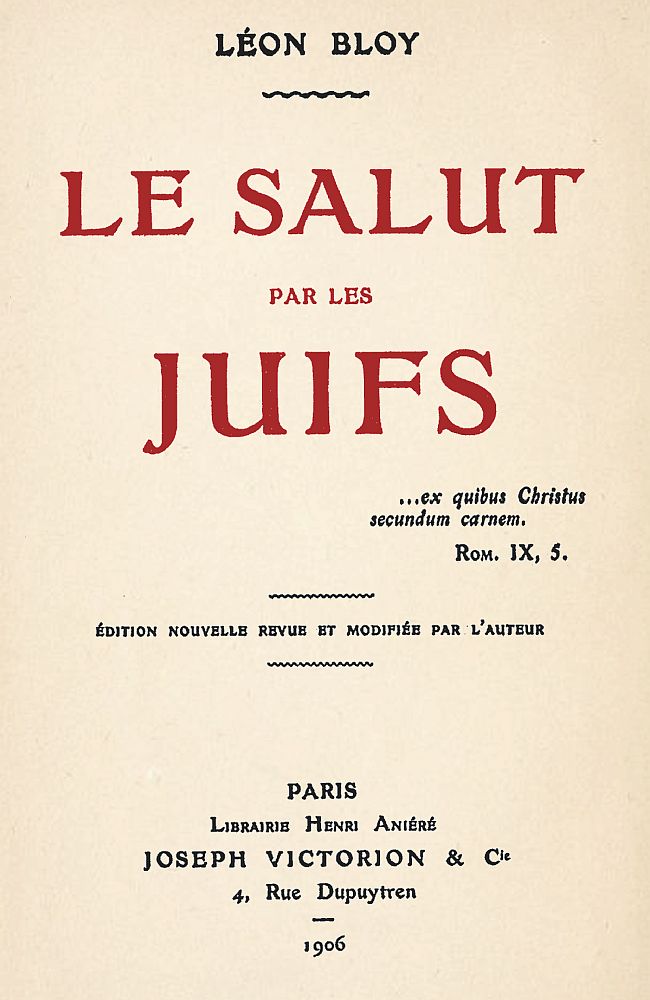 LÉON BLOY
LE SALUT
PAR LES
JUIFS
...ex quibus Christus
secundum carnem.
Rom. IX, 5.
ÉDITION NOUVELLE REVUE ET MODIFIÉE PAR L'AUTEUR
PARIS
Librairie Henri Aniéré
JOSEPH VICTORION & Cie
4, Rue Dupuytren
1906